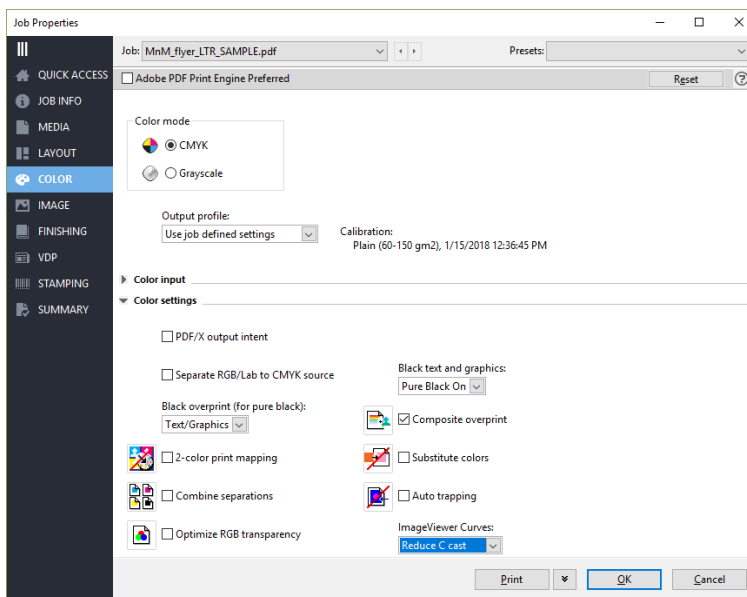 Job Properties
Job: MnM_flyer_LTR_SAMPLE.pdf
Presets:
QUICK ACCESS
JOB INFO
MEDIA
LAYOUT
COLOR
IMAGE
FINISHING
VDP
STAMPING
SUMMARY
Adobe PDF Print Engine Preferred
Reset
?
Color mode
CMYK
Grayscale
Output profile:
Use job defined settings
Calibration:
Plain (60-150 gm2), 1/15/2018 12:36:45 PM
Color input
Color settings
PDF/X output intent
Separate RGB/Lab to CMYK source
Black text and graphics:
Pure Black On
Black overprint (for pure black):
Text/Graphics
Composite overprint
2-color print mapping
Substitute colors
Combine separations
Auto trapping
Optimize RGB transparency
ImageViewer Curves:
Reduce C cast
Print
OK
Cancel